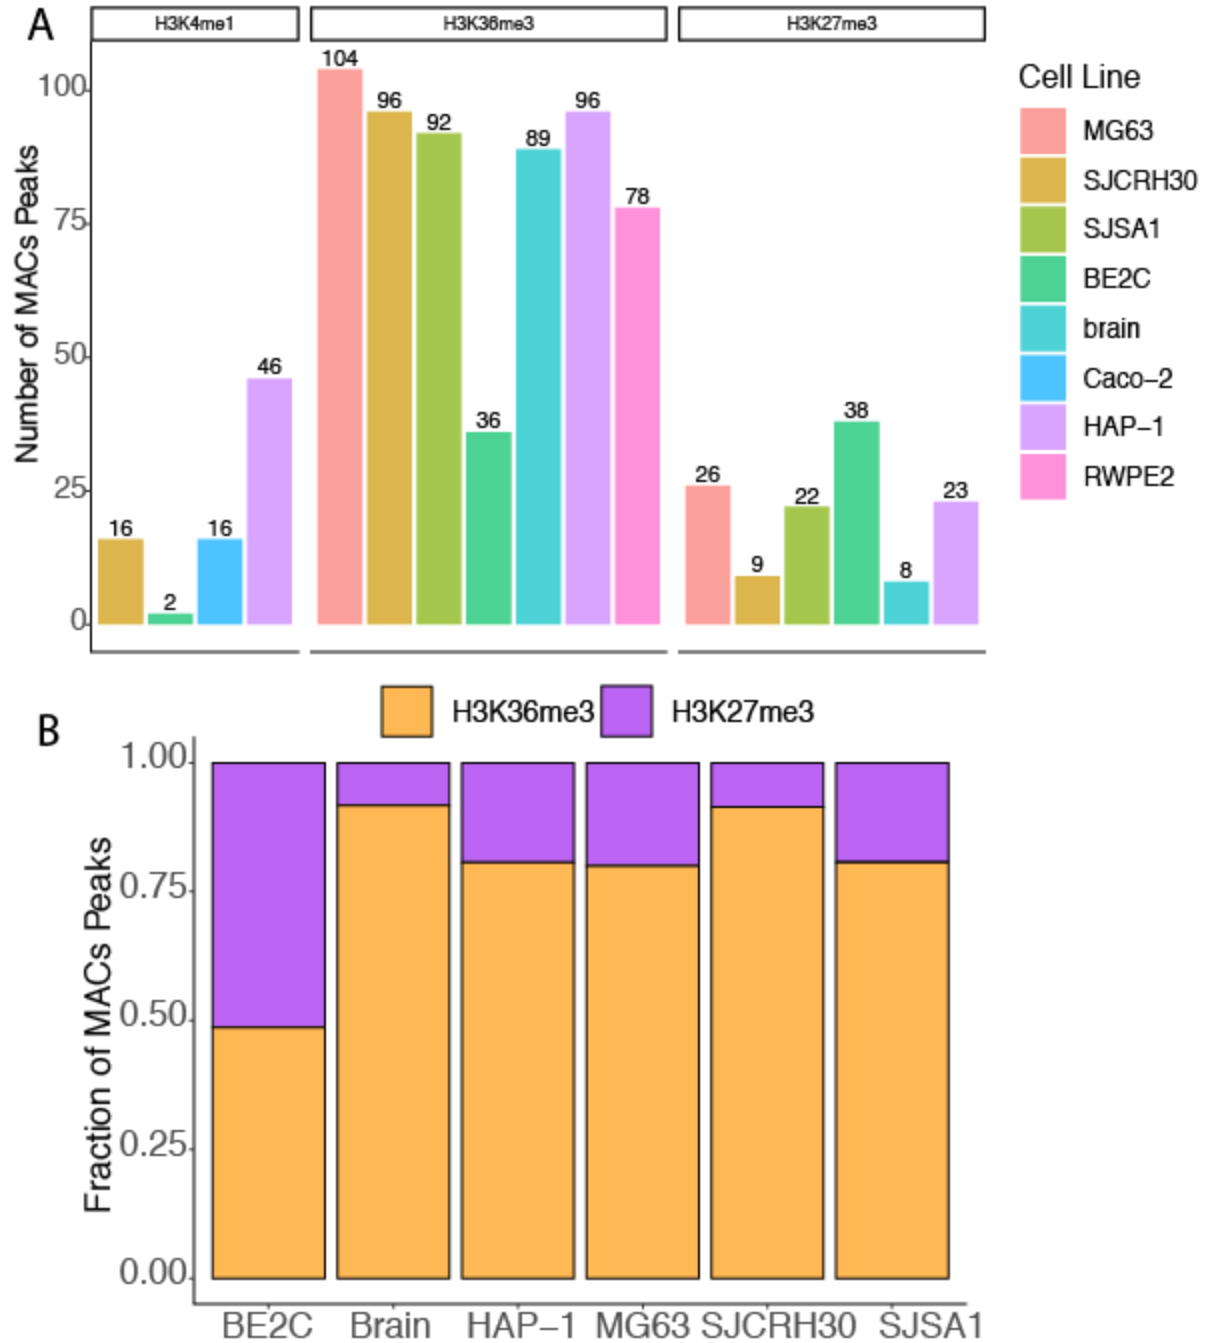 A
H3K4me1
H3K36me3
H3K27me3
Number of MACs Peaks
100
75
50
25
0
16
2
16
46
104
96
92
36
89
96
78
26
9
22
38
8
23
Cell Line
MG63
SJCRH30
SJSA1
BE2C
brain
Caco-2
HAP-1
RWPE2
B
H3K36me3
H3K27me3
Fraction of MACs Peaks
1.00
0.75
0.50
0.25
0.00
BE2C
Brain
HAP-1
MG63
SJCRH30
SJSA1